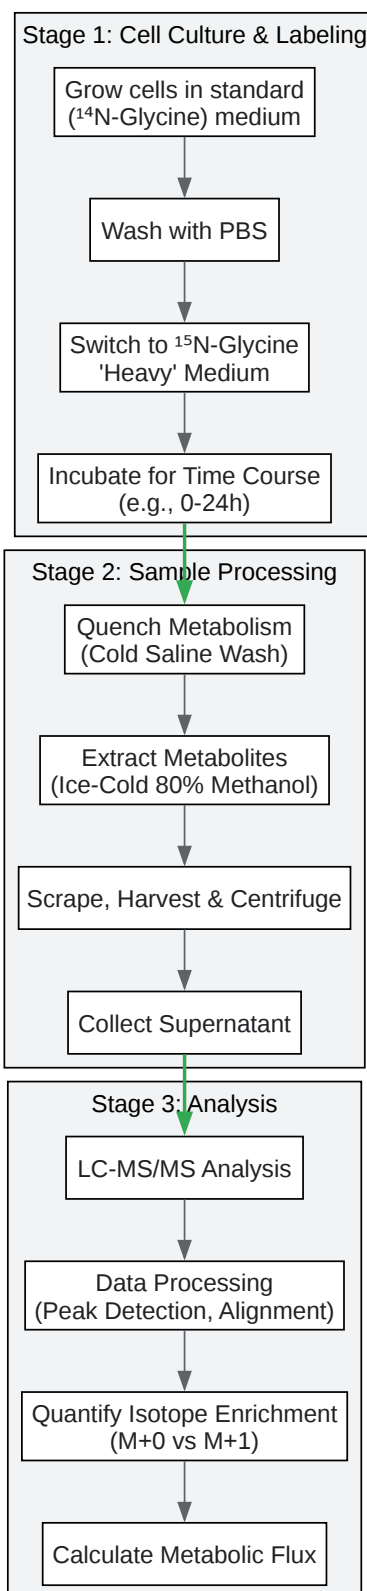 Stage 1: Cell Culture & Labeling
Grow cells in standard
(¹⁴N-Glycine) medium
Wash with PBS
Switch to ¹⁵N-Glycine
'Heavy' Medium
Incubate for Time Course
(e.g., 0-24h)
Stage 2: Sample Processing
Quench Metabolism
(Cold Saline Wash)
Extract Metabolites
(Ice-Cold 80% Methanol)
Scrape, Harvest & Centrifuge
Collect Supernatant
Stage 3: Analysis
LC-MS/MS Analysis
Data Processing
(Peak Detection, Alignment)
Quantify Isotope Enrichment
(M+0 vs M+1)
Calculate Metabolic Flux